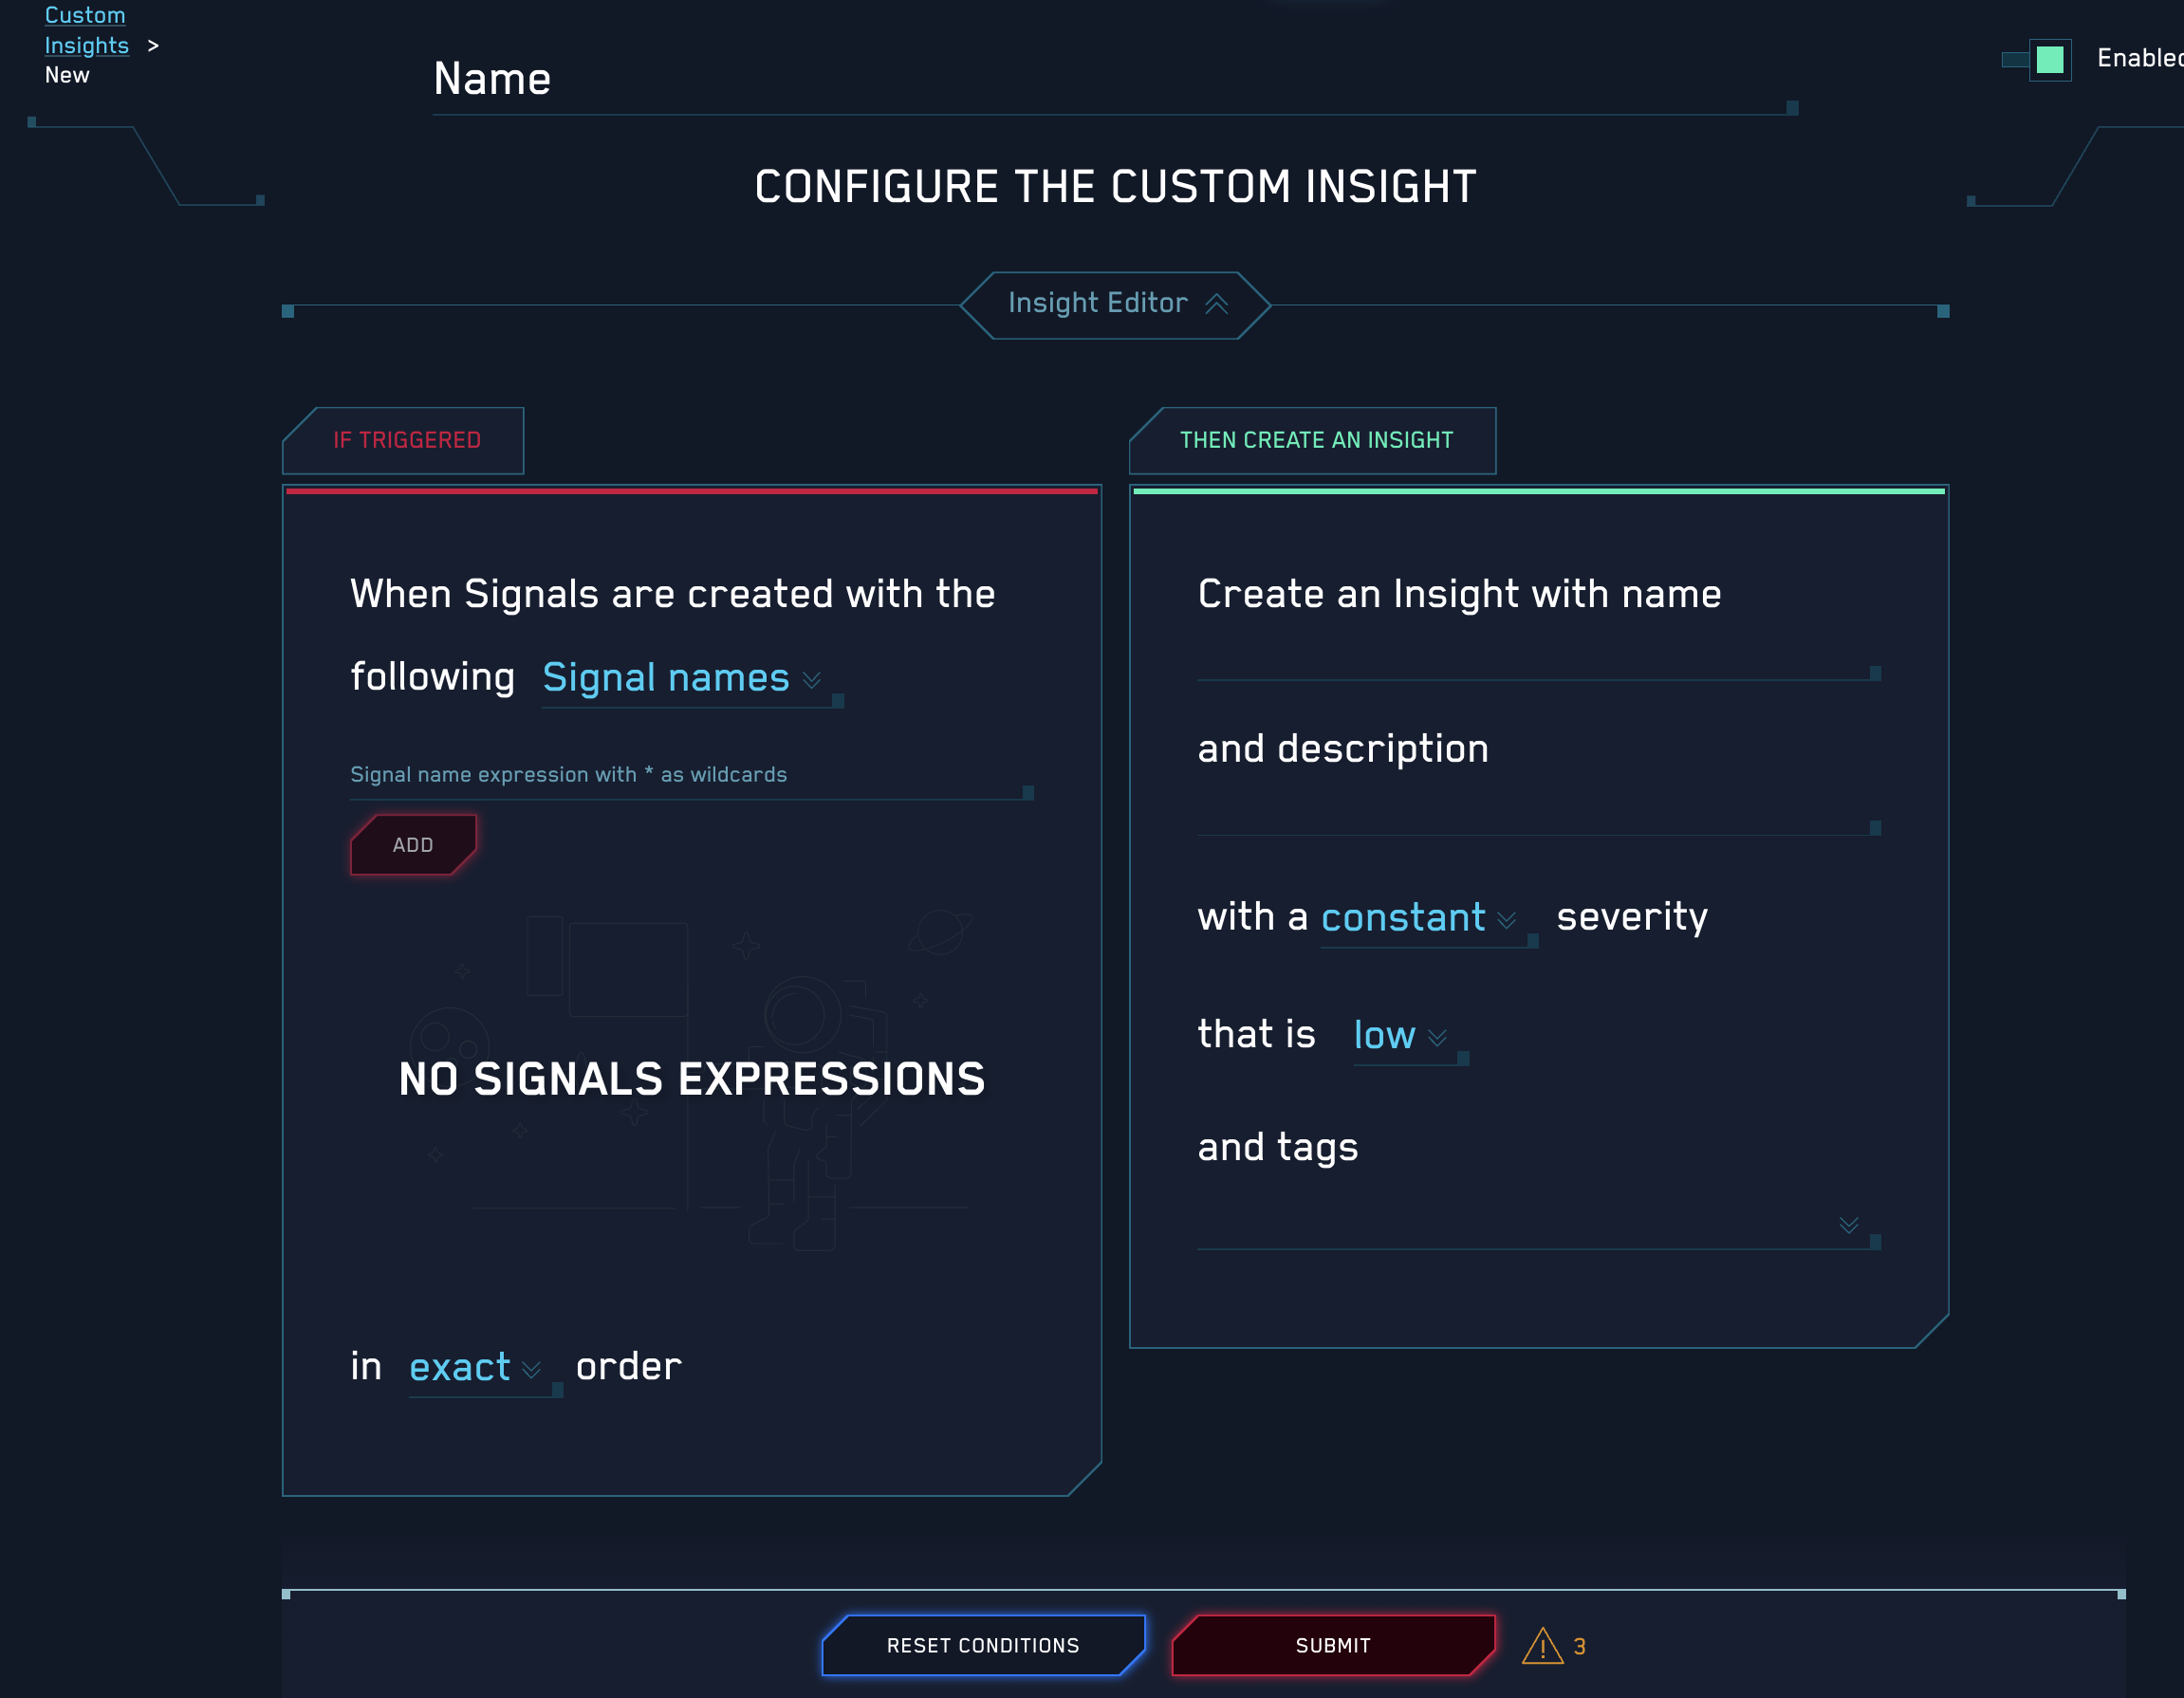 Custom
Insights >
New
Name
Enabled
CONFIGURE THE CUSTOM INSIGHT
Insight Editor
IF TRIGGERED
When Signals are created with the
following Signal names
Signal name expression with * as wildcards
ADD
NO SIGNALS EXPRESSIONS
in exact order
THEN CREATE AN INSIGHT
Create an Insight with name
and description
with a constant severity
that is low
and tags
RESET CONDITIONS
SUBMIT
3